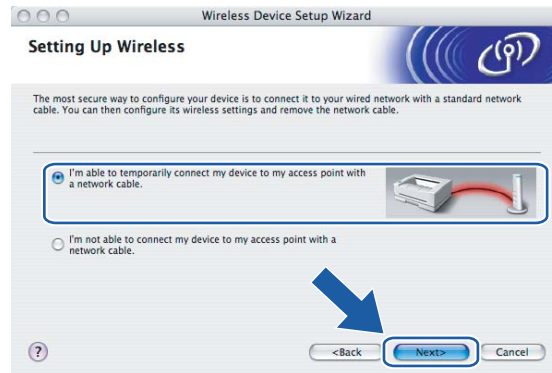 Wireless Device Setup Wizard
Setting Up Wireless
The most secure way to configure your device is to connect it to your wired network with a standard network
cable. You can then configure its wireless settings and remove the network cable.
I'm able to temporarily connect my device to my access point with
a network cable.
I'm not able to connect my device to my access point with a
network cable.
?
<Back
Next>
Cancel